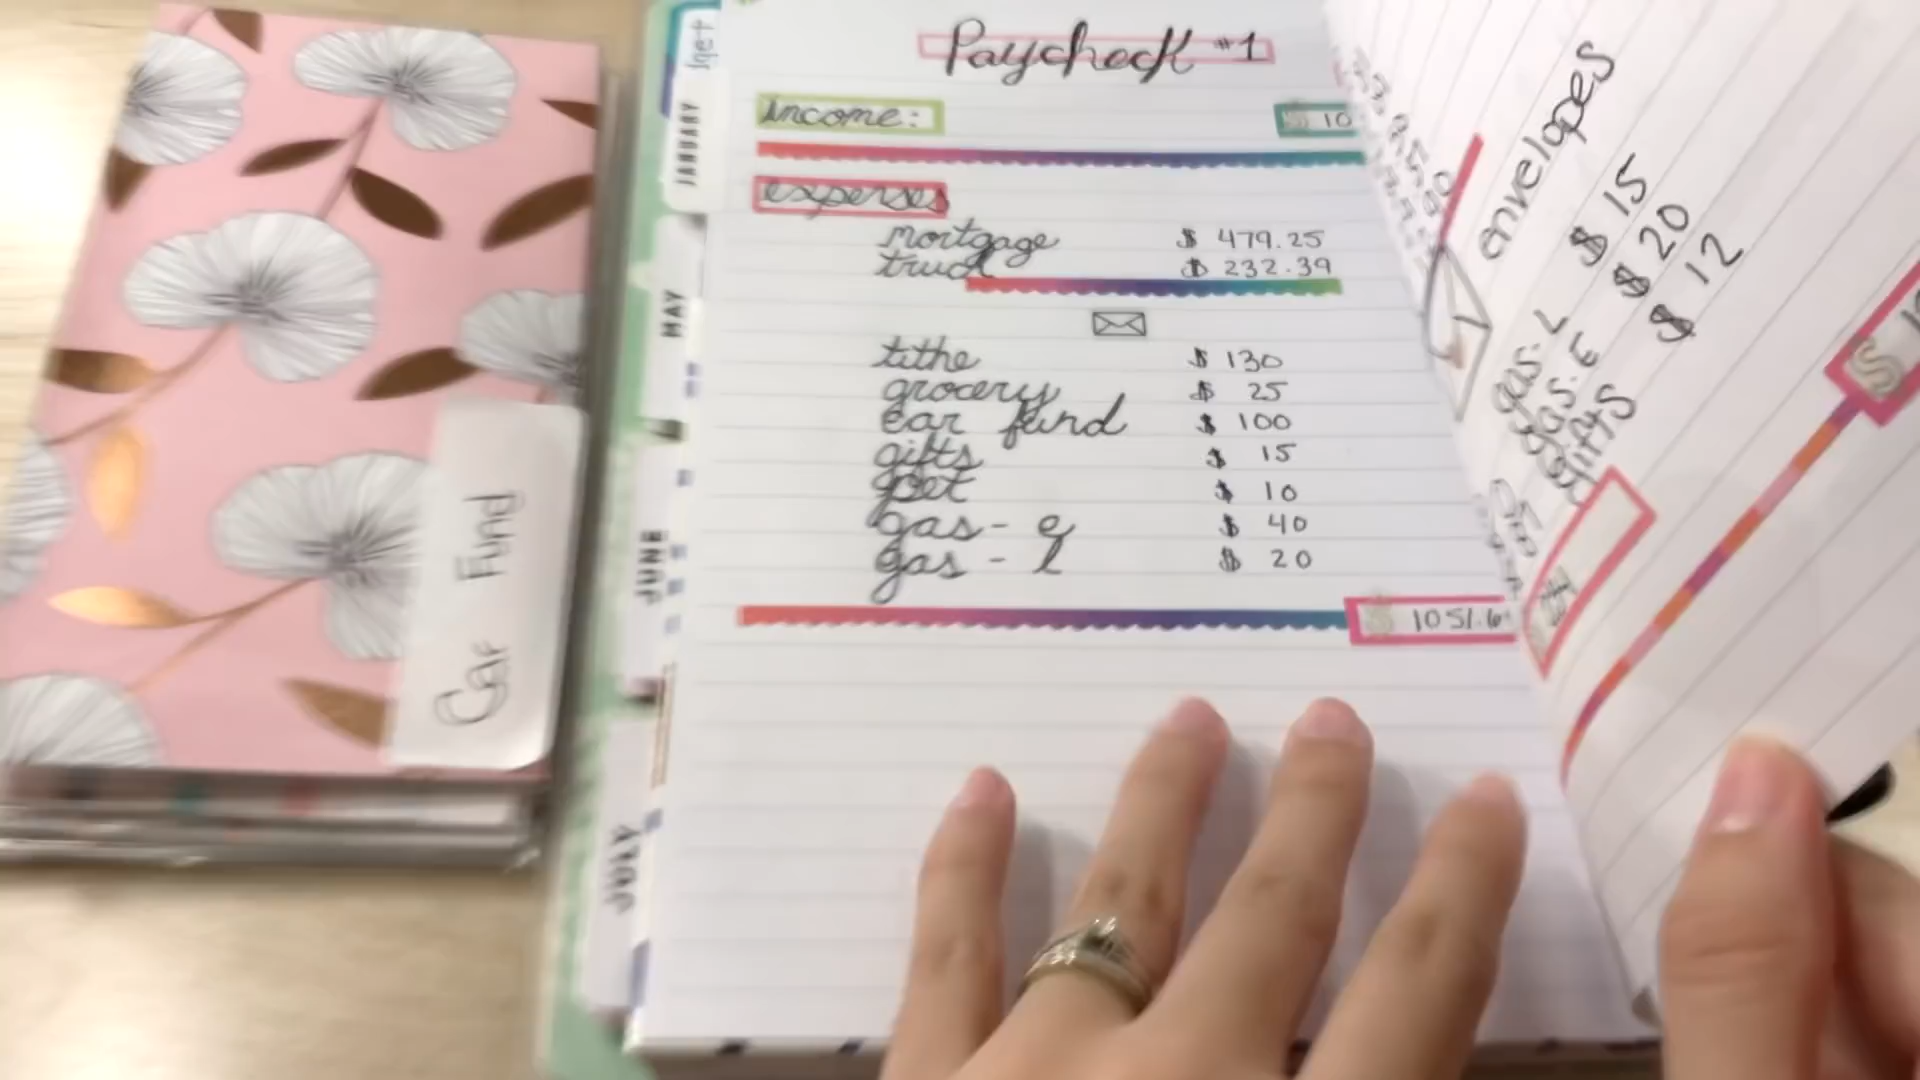 Paycheck #1
income:
$ 10
expenses
mortgage $ 479.25
truck $ 232.39
tithe $ 130
grocery $ 25
car fund $ 100
gifts $ 15
pet $ 10
gas - e $ 40
gas - l $ 20
$ 1051.6
JANUARY
MAY
JUNE
JULY
Car Fund
envelopes
gas. L $ 15
gas. E $ 20
gifts $ 12
$